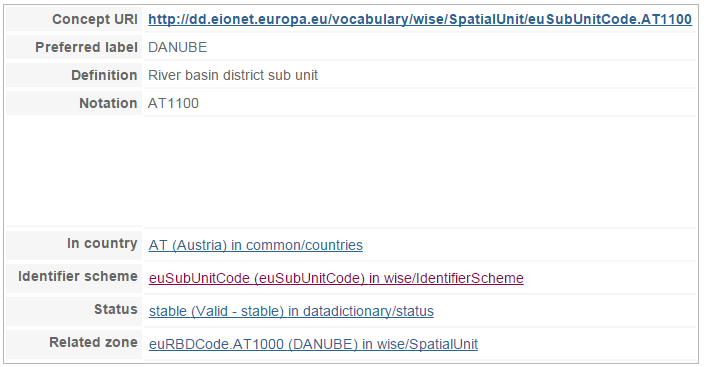 Concept URI http://dd.eionet.europa.eu/vocabulary/wise/SpatialUnit/euSubUnitCode.AT1100
Preferred label DANUBE
Definition River basin district sub unit
Notation AT1100
In country AT (Austria) in common/countries
Identifier scheme euSubUnitCode (euSubUnitCode) in wise/IdentifierScheme
Status stable (Valid - stable) in datadictionary/status
Related zone euRBDCode.AT1000 (DANUBE) in wise/SpatialUnit